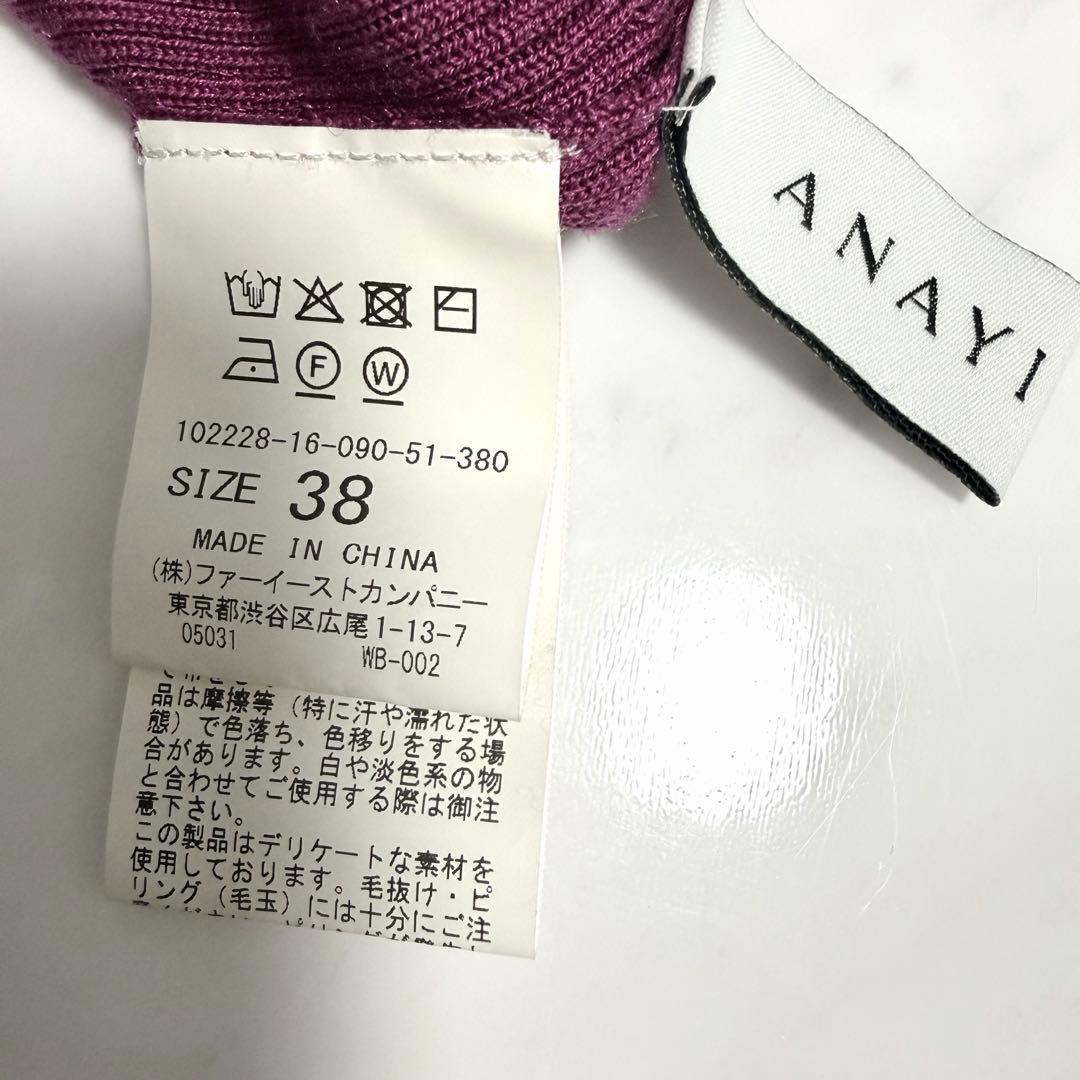 ANAYI
F W
102228-16-090-51-380
SIZE 38
MADE IN CHINA
(株)ファーイーストカンパニー
東京都渋谷区広尾1-13-7
05031 WB-002
品は摩擦等(特に汗や濡れた状
態)で色落ち、色移りをする場
合があります。白や淡色系の物
と合わせてご使用する際は御注
意下さい。
この製品はデリケートな素材を
使用しております。毛抜け・ピ
リング(毛玉)には十分にご注